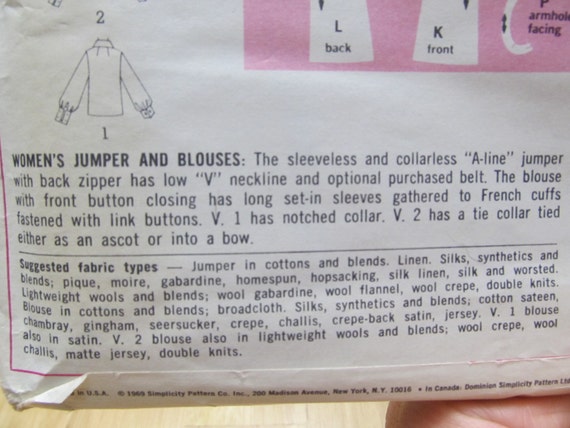 2
L
back
K
front
P
armhole
facing
1
WOMEN'S JUMPER AND BLOUSES: The sleeveless and collarless "A-line" jumper
with back zipper has low "V" neckline and optional purchased belt. The blouse
with front button closing has long set-in sleeves gathered to French cuffs
fastened with link buttons. V. 1 has notched collar. V. 2 has a tie collar tied
either as an ascot or into a bow.
Suggested fabric types — Jumper in cottons and blends. Linen. Silks, synthetics and
blends; pique, moire, gabardine, homespun, hopsacking, silk linen, silk and worsted.
Lightweight wools and blends; wool gabardine, wool flannel, wool crepe, double knits.
Blouse in cottons and blends; broadcloth. Silks, synthetics and blends; cotton sateen,
chambray, gingham, seersucker, crepe, challis, crepe-back satin, jersey. V. 1 blouse
also in satin. V. 2 blouse also in lightweight wools and blends; wool crepe, wool
challis, matte jersey, double knits.
in U.S.A. © 1969 Simplicity Pattern Co. Inc., 200 Madison Avenue, New York, N.Y. 10016 • In Canada: Dominion Simplicity Pattern Ltd